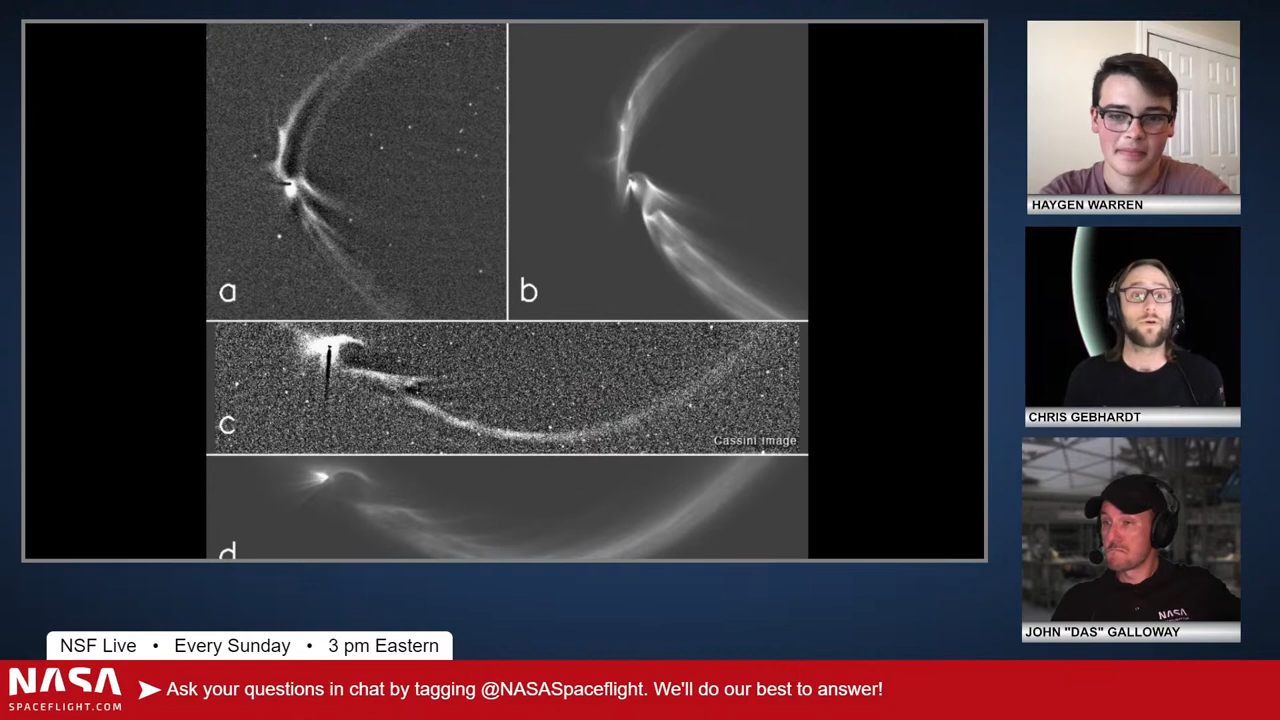 a
b
c
Cassini Image
d
HAYGEN WARREN
CHRIS GEBHARDT
NASA
JOHN "DAS" GALLOWAY
NSF Live • Every Sunday • 3 pm Eastern
NASA
SPACEFLIGHT.COM
Ask your questions in chat by tagging @NASASpaceflight. We'll do our best to answer!